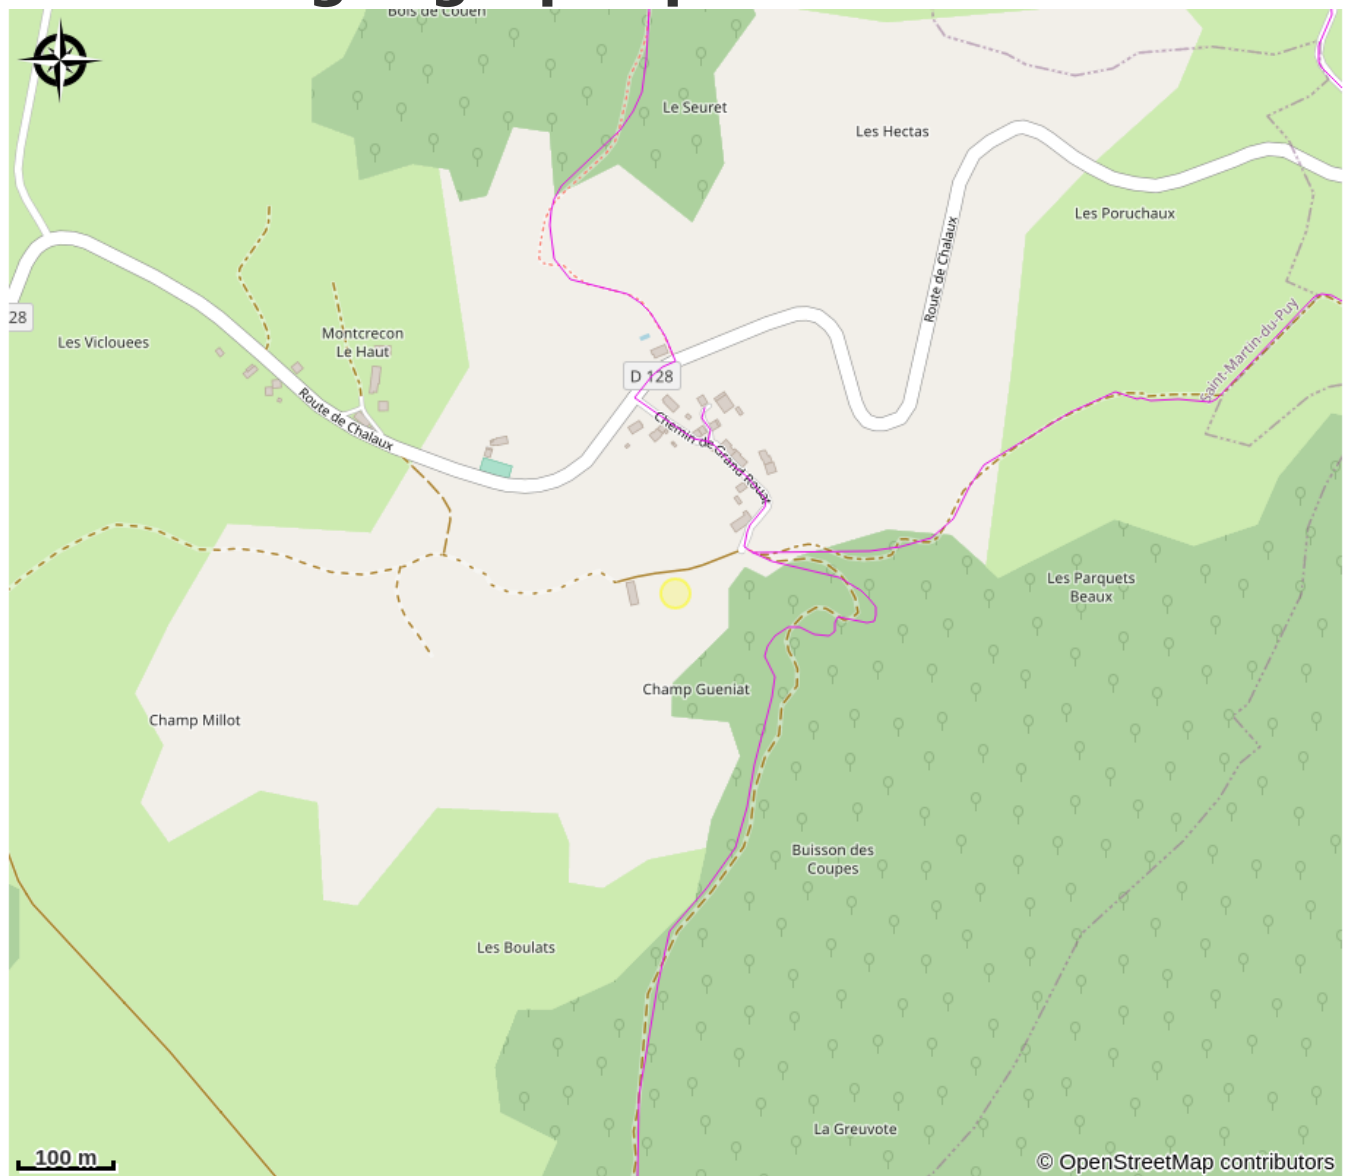 Bois de Couen
Le Seuret
Les Hectas
Les Poruchaux
Route de Chalaux
28
Les Viclouees
Montcrecon
Le Haut
Saint-Martin-du-Puy
D 128
Route de Chalaux
Chemin de Grand Rouar
Les Parquets
Beaux
Champ Gueniat
Champ Millot
Buisson des
Coupes
Les Boulats
La Greuvote
100 m
© OpenStreetMap contributors